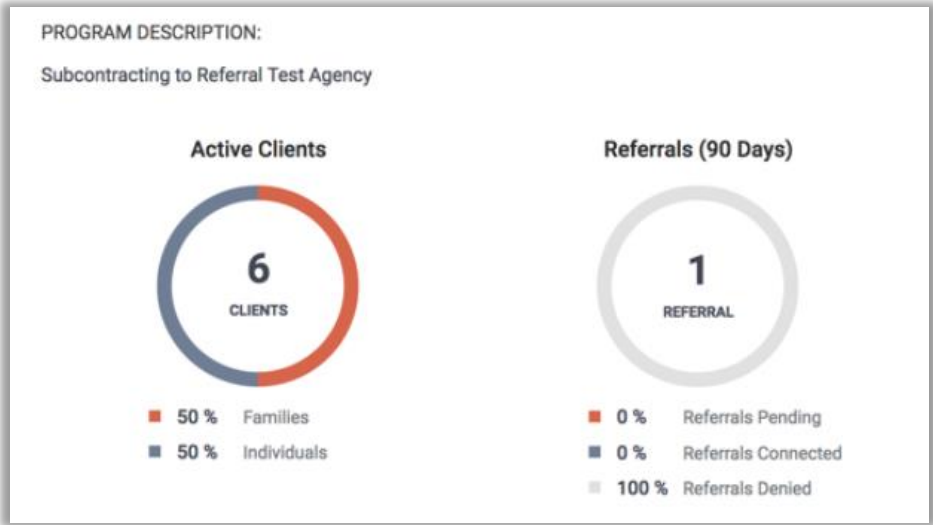 PROGRAM DESCRIPTION:
Subcontracting to Referral Test Agency
Active Clients
6
CLIENTS
50 % Families
50 % Individuals
Referrals (90 Days)
1
REFERRAL
0 % Referrals Pending
0 % Referrals Connected
100 % Referrals Denied